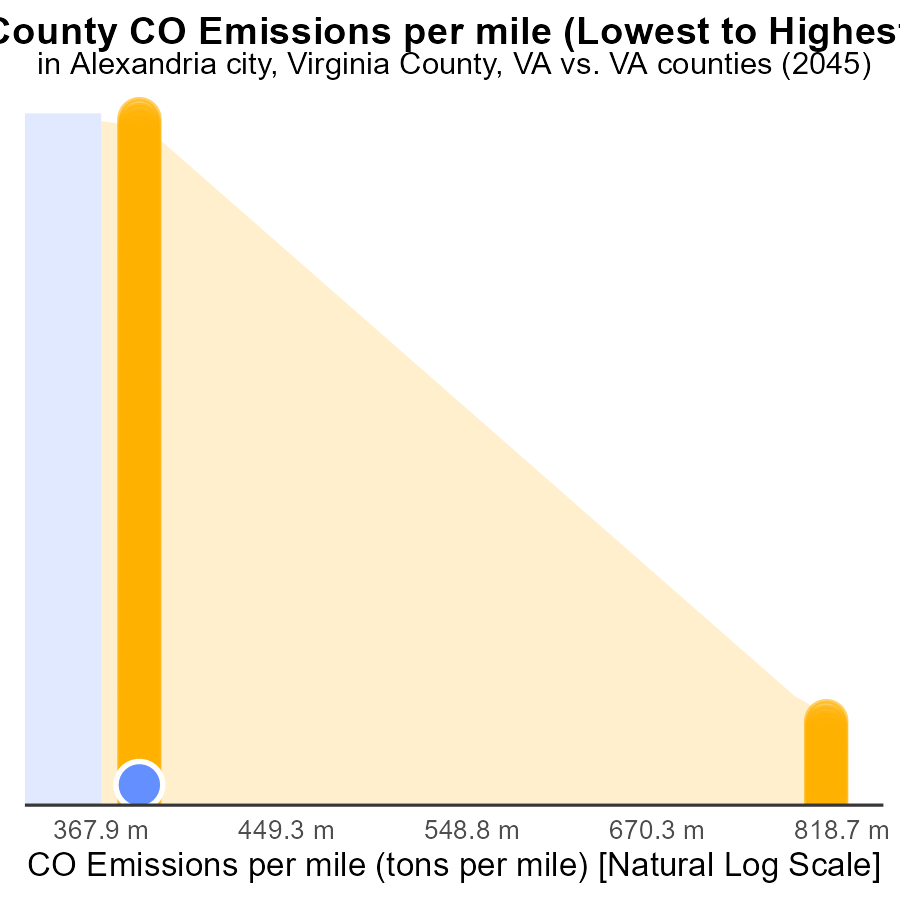 County CO Emissions per mile (Lowest to Highest
in Alexandria city, Virginia County, VA vs. VA counties (2045)
367.9 m 449.3 m 548.8 m 670.3 m 818.7 m
CO Emissions per mile (tons per mile) [Natural Log Scale]